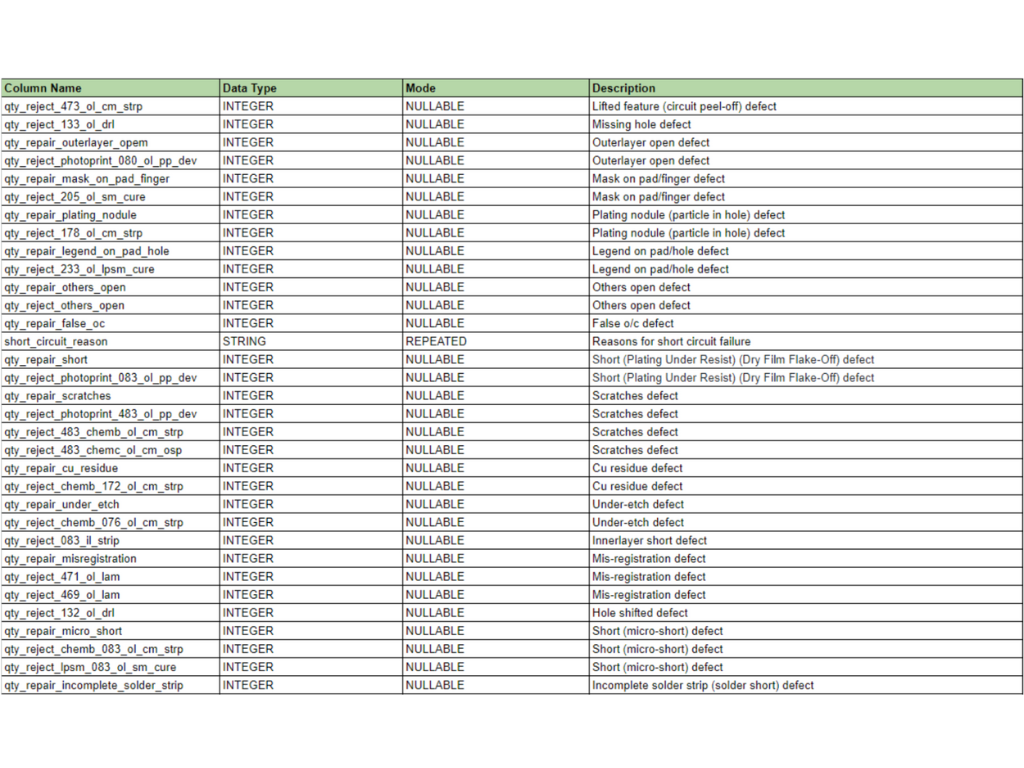 Column Name Data Type Mode Description
qty_reject_473_ol_cm_strp INTEGER NULLABLE Lifted feature (circuit peel-off) defect
qty_reject_133_ol_drl INTEGER NULLABLE Missing hole defect
qty_repair_outerlayer_opem INTEGER NULLABLE Outerlayer open defect
qty_reject_photoprint_080_ol_pp_dev INTEGER NULLABLE Outerlayer open defect
qty_repair_mask_on_pad_finger INTEGER NULLABLE Mask on pad/finger defect
qty_reject_205_ol_sm_cure INTEGER NULLABLE Mask on pad/finger defect
qty_repair_plating_nodule INTEGER NULLABLE Plating nodule (particle in hole) defect
qty_reject_178_ol_cm_strp INTEGER NULLABLE Plating nodule (particle in hole) defect
qty_repair_legend_on_pad_hole INTEGER NULLABLE Legend on pad/hole defect
qty_reject_233_ol_lpsm_cure INTEGER NULLABLE Legend on pad/hole defect
qty_repair_others_open INTEGER NULLABLE Others open defect
qty_reject_others_open INTEGER NULLABLE Others open defect
qty_repair_false_oc INTEGER NULLABLE False o/c defect
short_circuit_reason STRING REPEATED Reasons for short circuit failure
qty_repair_short INTEGER NULLABLE Short (Plating Under Resist) (Dry Film Flake-Off) defect
qty_reject_photoprint_083_ol_pp_dev INTEGER NULLABLE Short (Plating Under Resist) (Dry Film Flake-Off) defect
qty_repair_scratches INTEGER NULLABLE Scratches defect
qty_reject_photoprint_483_ol_pp_dev INTEGER NULLABLE Scratches defect
qty_reject_483_chemb_ol_cm_strp INTEGER NULLABLE Scratches defect
qty_reject_483_chemc_ol_cm_osp INTEGER NULLABLE Scratches defect
qty_repair_cu_residue INTEGER NULLABLE Cu residue defect
qty_reject_chemb_172_ol_cm_strp INTEGER NULLABLE Cu residue defect
qty_repair_under_etch INTEGER NULLABLE Under-etch defect
qty_reject_chemb_076_ol_cm_strp INTEGER NULLABLE Under-etch defect
qty_reject_083_il_strip INTEGER NULLABLE Innerlayer short defect
qty_repair_misregistration INTEGER NULLABLE Mis-registration defect
qty_reject_471_ol_lam INTEGER NULLABLE Mis-registration defect
qty_reject_469_ol_lam INTEGER NULLABLE Mis-registration defect
qty_reject_132_ol_drl INTEGER NULLABLE Hole shifted defect
qty_repair_micro_short INTEGER NULLABLE Short (micro-short) defect
qty_reject_chemb_083_ol_cm_strp INTEGER NULLABLE Short (micro-short) defect
qty_reject_lpsm_083_ol_sm_cure INTEGER NULLABLE Short (micro-short) defect
qty_repair_incomplete_solder_strip INTEGER NULLABLE Incomplete solder strip (solder short) defect